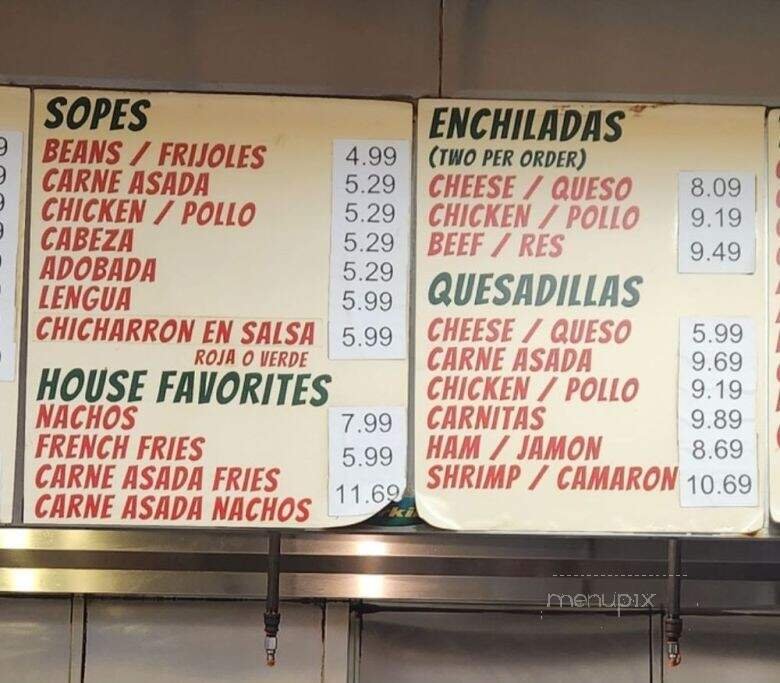 SOPES
BEANS / FRIJOLES 4.99
CARNE ASADA 5.29
CHICKEN / POLLO 5.29
CABEZA 5.29
ADOBADA 5.29
LENGUA 5.99
CHICHARRON EN SALSA 5.99
ROJA O VERDE
HOUSE FAVORITES
NACHOS 7.99
FRENCH FRIES 5.99
CARNE ASADA FRIES
CARNE ASADA NACHOS 11.69
ENCHILADAS
(TWO PER ORDER)
CHEESE / QUESO 8.09
CHICKEN / POLLO 9.19
BEEF / RES 9.49
QUESADILLAS
CHEESE / QUESO 5.99
CARNE ASADA 9.69
CHICKEN / POLLO 9.19
CARNITAS 9.89
HAM / JAMON 8.69
SHRIMP / CAMARON 10.69
menupix